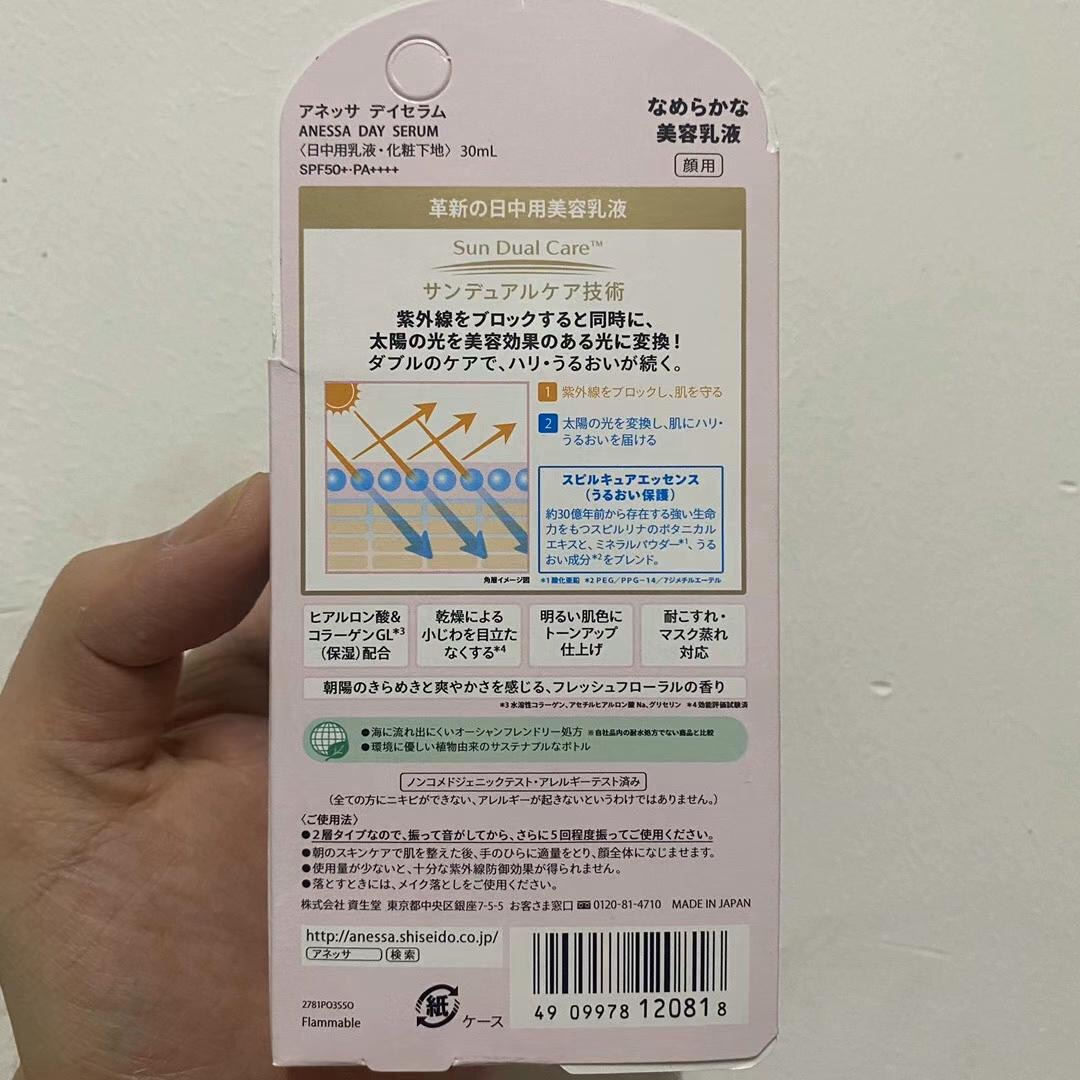 アネッサ デイセラム
ANESSA DAY SERUM
〈日中用乳液・化粧下地〉 30mL
SPF50+・PA++++
なめらかな
美容乳液
顔用
革新の日中用美容乳液
Sun Dual Care™
サンデュアルケア技術
紫外線をブロックすると同時に、
太陽の光を美容効果のある光に変換！
ダブルのケアで、ハリ・うるおいが続く。
1 紫外線をブロックし、肌を守る
2 太陽の光を変換し、肌にハリ・
うるおいを届ける
スピルキュアエッセンス
（うるおい保護）
約30億年前から存在する強い生命
力をもつスピルリナのボタニカル
エキスと、ミネラルパウダー*1、うる
おい成分*2をブレンド。
角層イメージ図
*1 酸化亜鉛 *2 PEG／PPG−14／7ジメチルエーテル
ヒアルロン酸&
コラーゲンGL*3
（保湿）配合
乾燥による
小じわを目立た
なくする*4
明るい肌色に
トーンアップ
仕上げ
耐こすれ・
マスク蒸れ
対応
朝陽のきらめきと爽やかさを感じる、フレッシュフローラルの香り
*3 水溶性コラーゲン、アセチルヒアルロン酸 Na、グリセリン *4 効能評価試験済
●海に流れ出にくいオーシャンフレンドリー処方 ※自社品内の耐水処方でない商品と比較
●環境に優しい植物由来のサステナブルなボトル
ノンコメドジェニックテスト・アレルギーテスト済み
（全ての方にニキビができない、アレルギーが起きないというわけではありません。）
〈ご使用法〉
●2層タイプなので、振って音がしてから、さらに5回程度振ってご使用ください。
●朝のスキンケアで肌を整えた後、手のひらに適量をとり、顔全体になじませます。
●使用量が少ないと、十分な紫外線防御効果が得られません。
●落とすときには、メイク落としをご使用ください。
株式会社 資生堂 東京都中央区銀座7-5-5 お客さま窓口 0120-81-4710 MADE IN JAPAN
http://anessa.shiseido.co.jp/
アネッサ 検索
2781PO3S5O
Flammable
紙 ケース
4 909978 120818